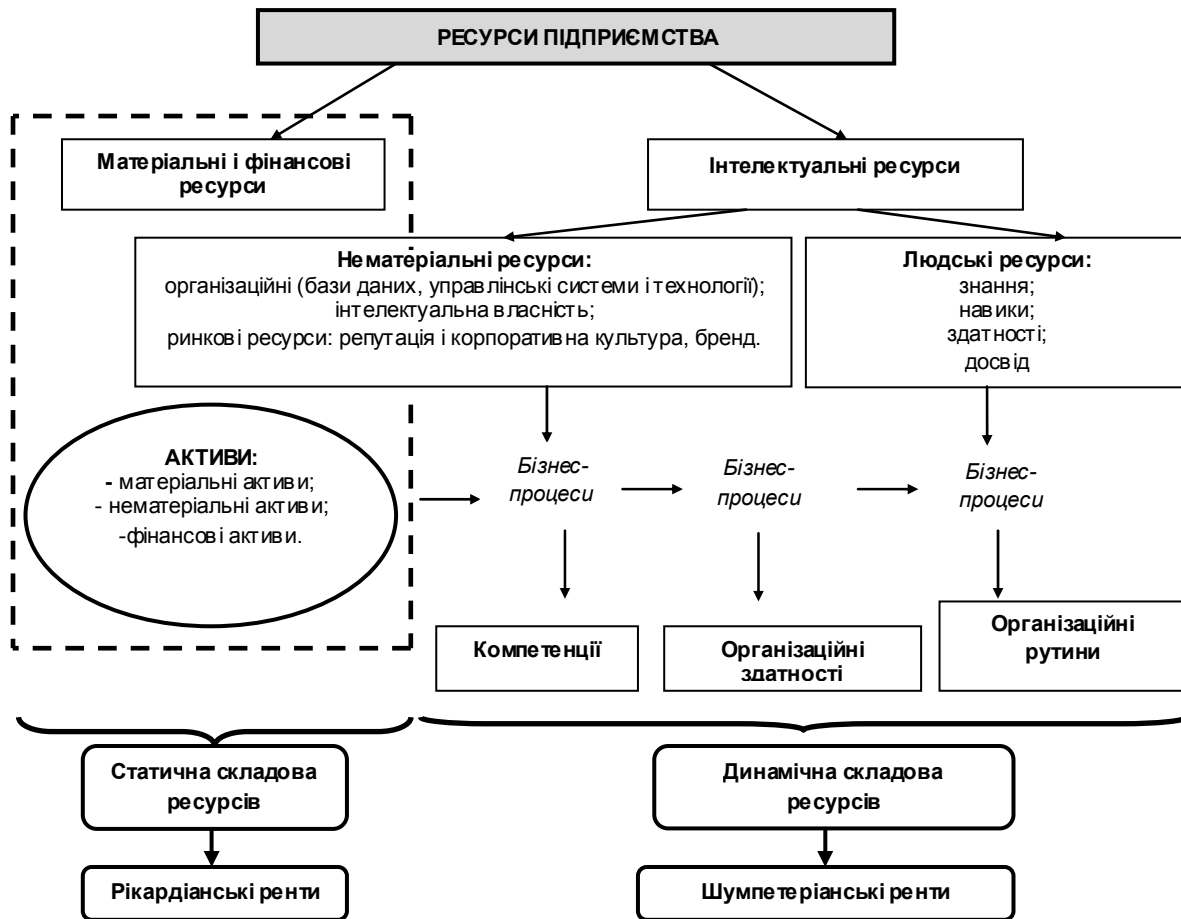 РЕСУРСИ ПІДПРИЄМСТВА
Матеріальні і фінансові
ресурси
Інтелектуальні ресурси
Нематеріальні ресурси:
організаційні (бази даних, управлінські системи і технології);
інтелектуальна власність;
ринкові ресурси: репутація і корпоративна культура, бренд.
Людські ресурси:
знання;
навики;
здатності;
досвід
АКТИВИ:
- матеріальні активи;
- нематеріальні активи;
-фінансові активи.
Бізнес-
процеси
Бізнес-
процеси
Бізнес-
процеси
Компетенції
Організаційні
здатності
Організаційні
рутини
Статична складова
ресурсів
Динамічна складова
ресурсів
Рікардіанські ренти
Шумпетеріанські ренти